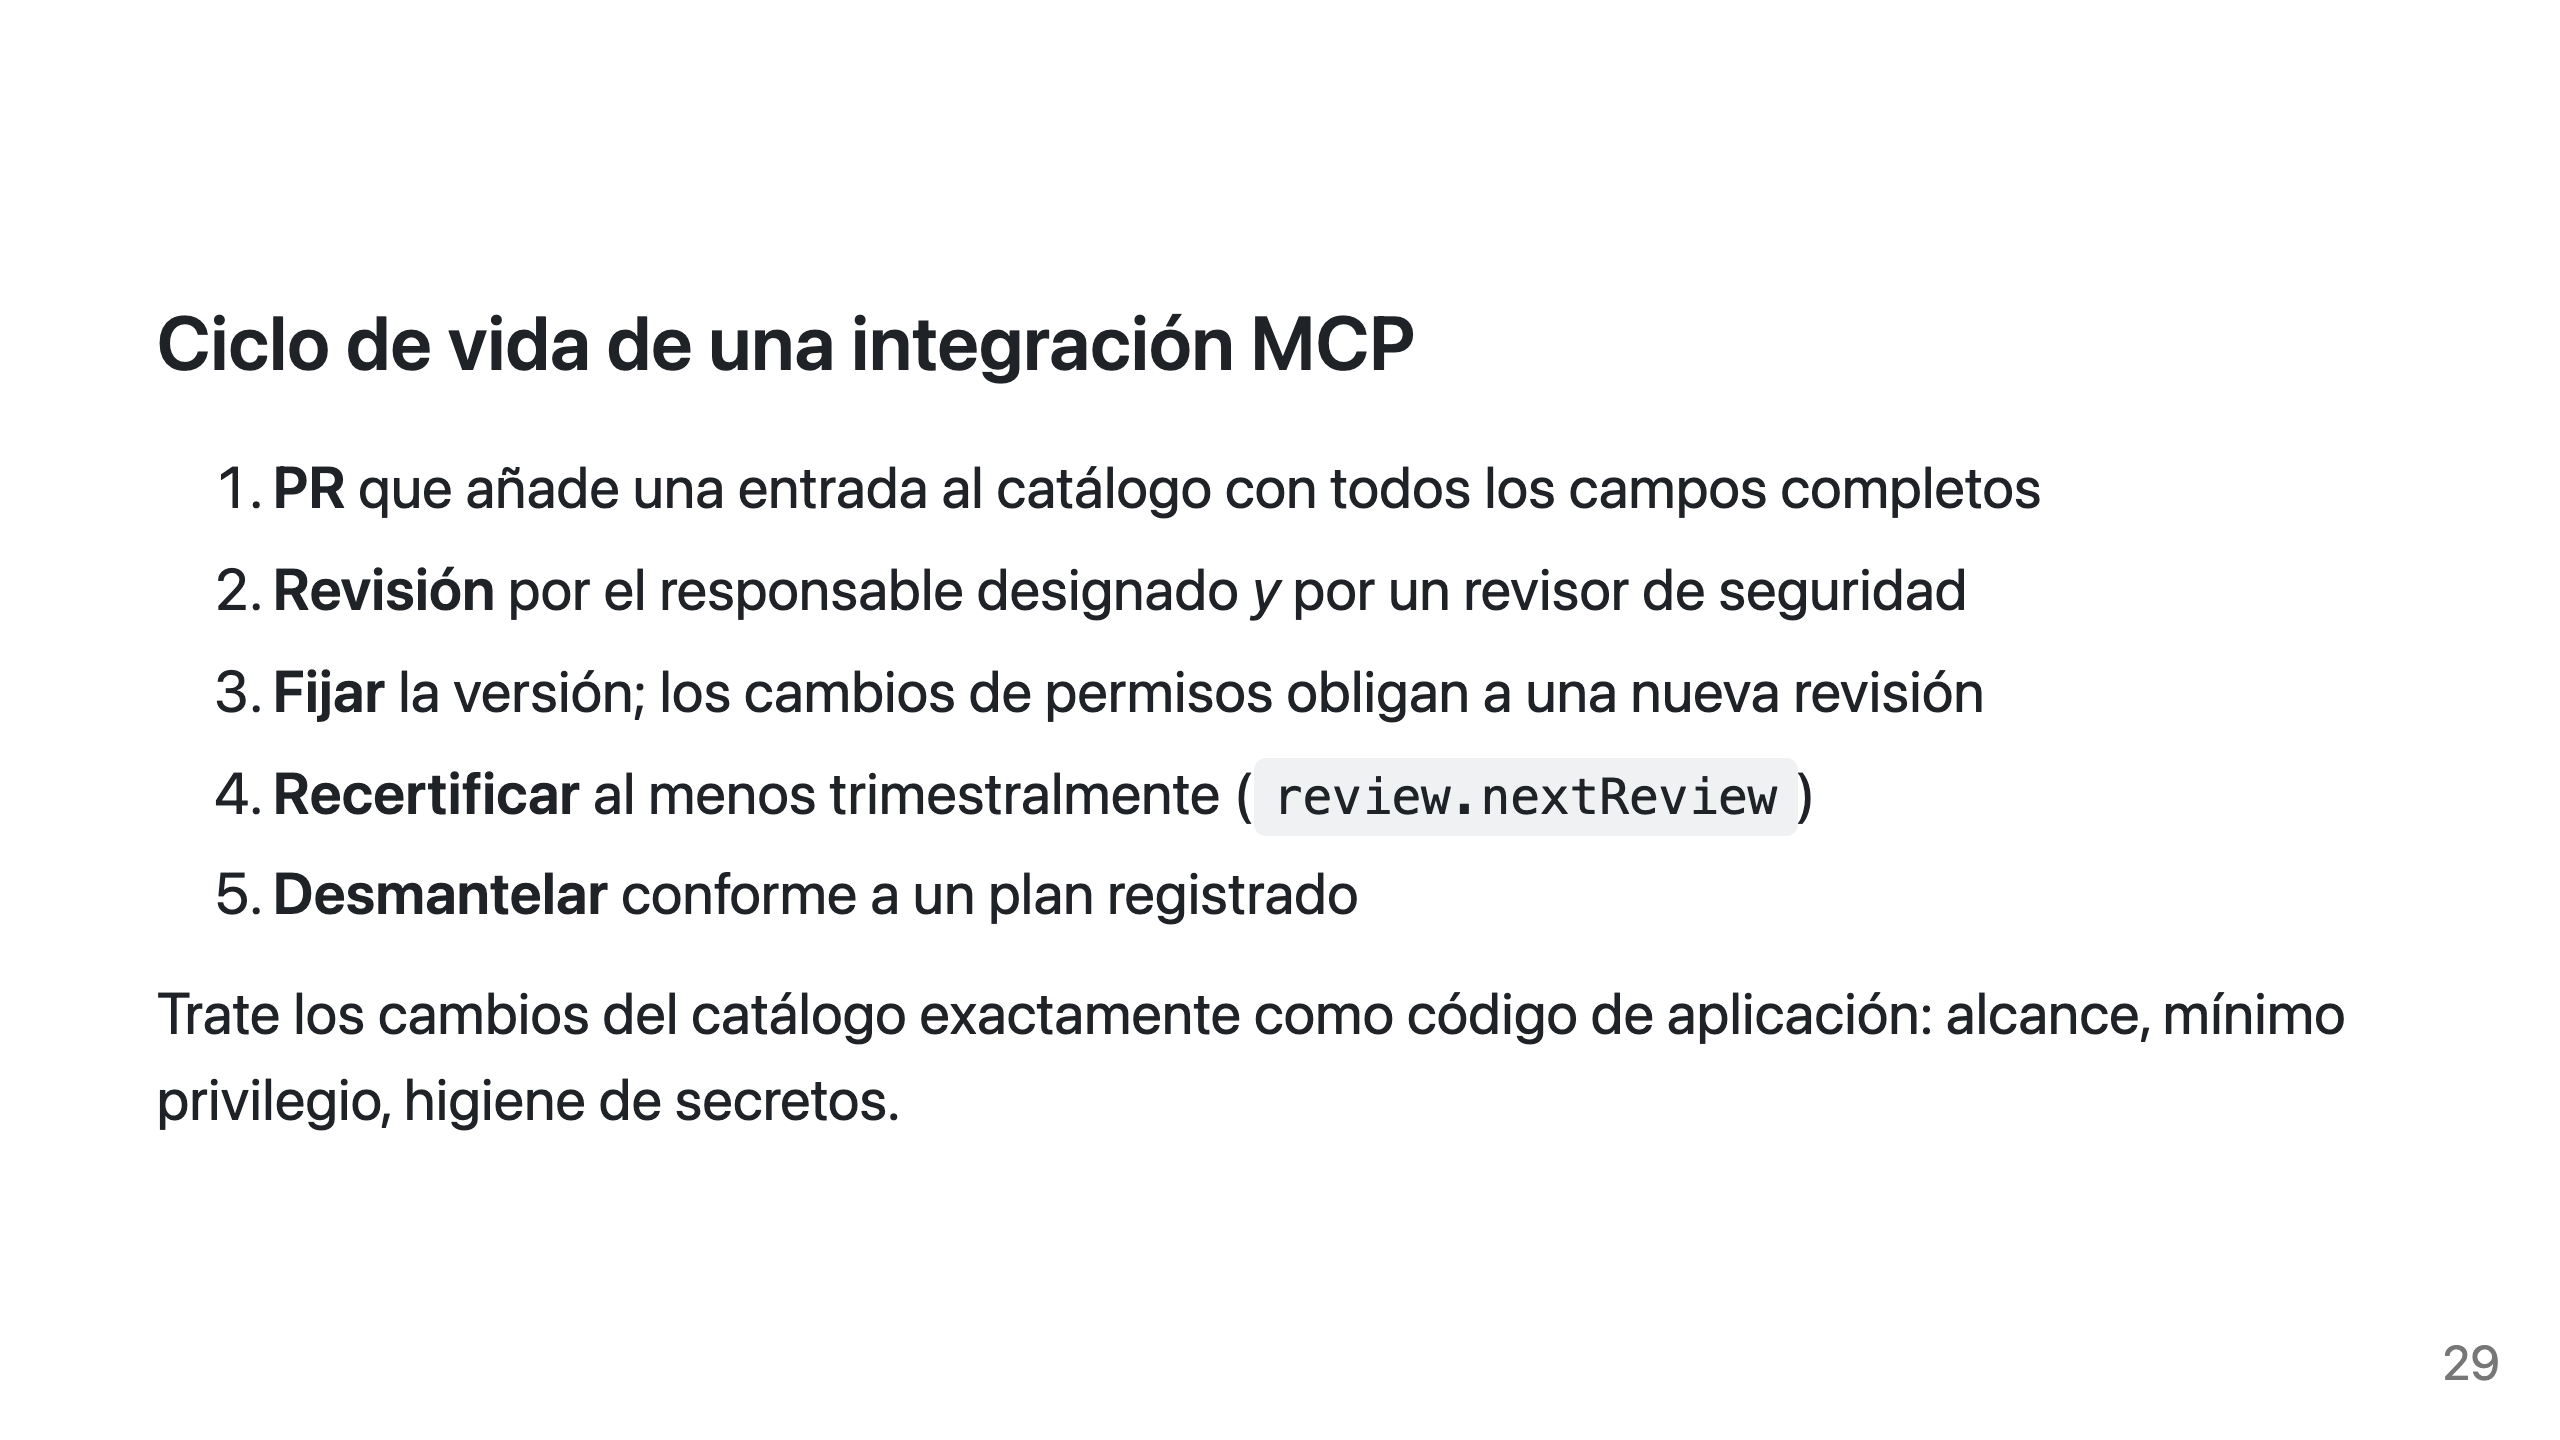 Ciclo de vida de una integración MCP
1. PR que añade una entrada al catálogo con todos los campos completos
2. Revisión por el responsable designado y por un revisor de seguridad
3. Fijar la versión; los cambios de permisos obligan a una nueva revisión
4. Recertificar al menos trimestralmente ( review.nextReview )
5. Desmantelar conforme a un plan registrado
Trate los cambios del catálogo exactamente como código de aplicación: alcance, mínimo
privilegio, higiene de secretos.
29